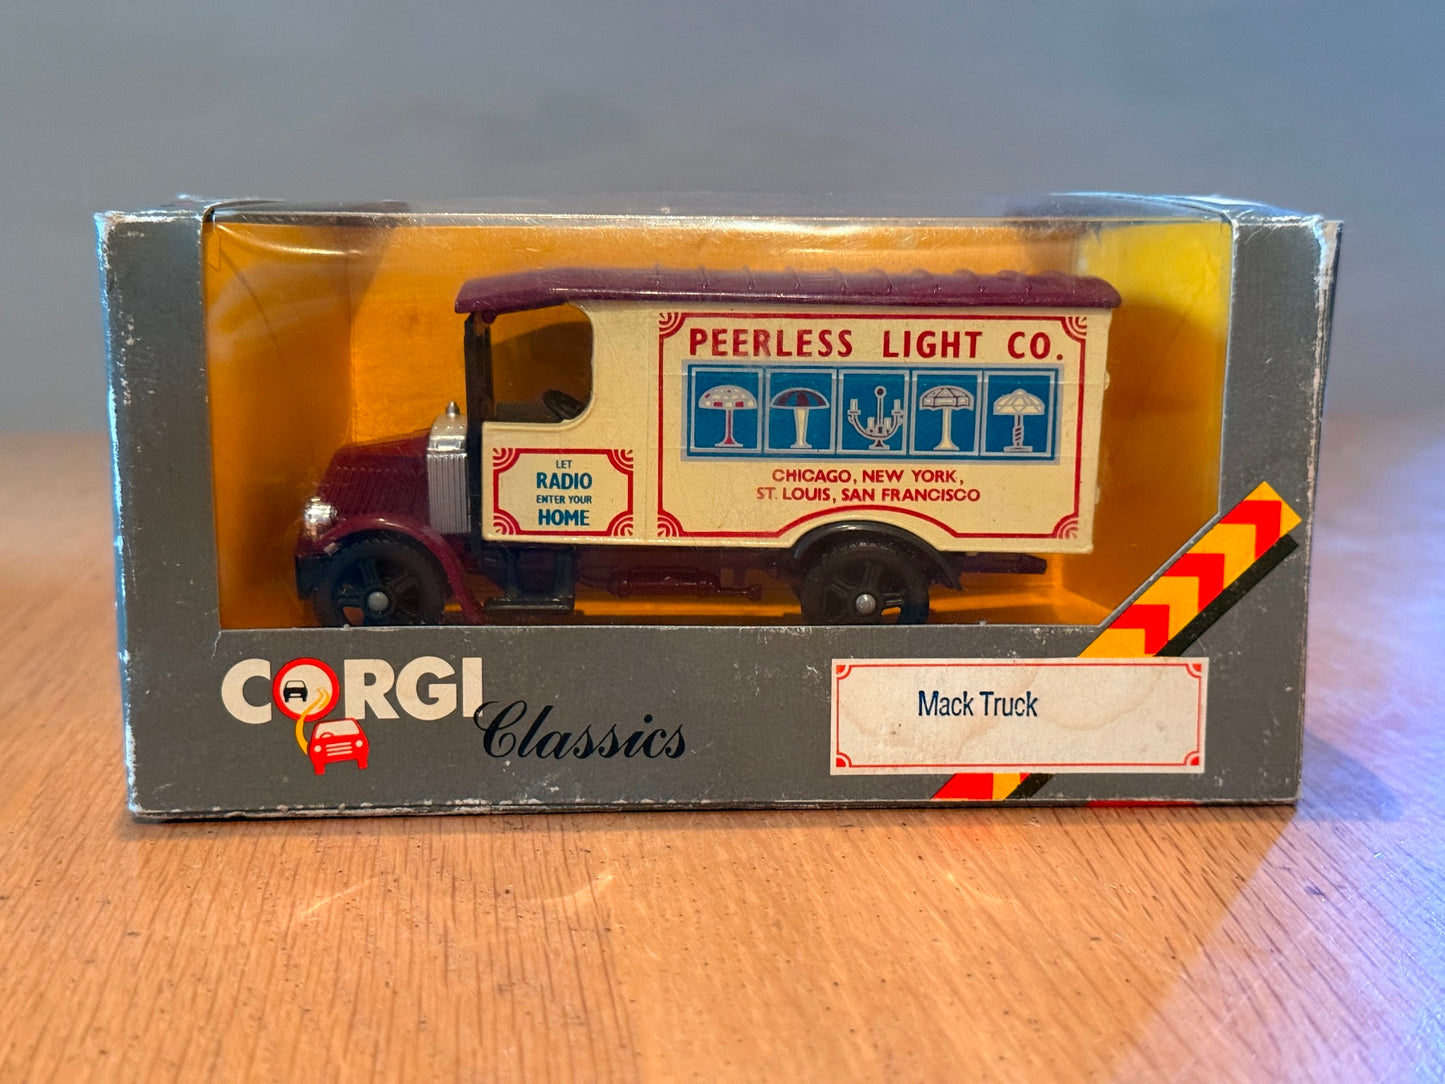 PEERLESS LIGHT CO.
CHICAGO, NEW YORK,
ST. LOUIS, SAN FRANCISCO
LET
RADIO
ENTER YOUR
HOME
CORGI
Classics
Mack Truck